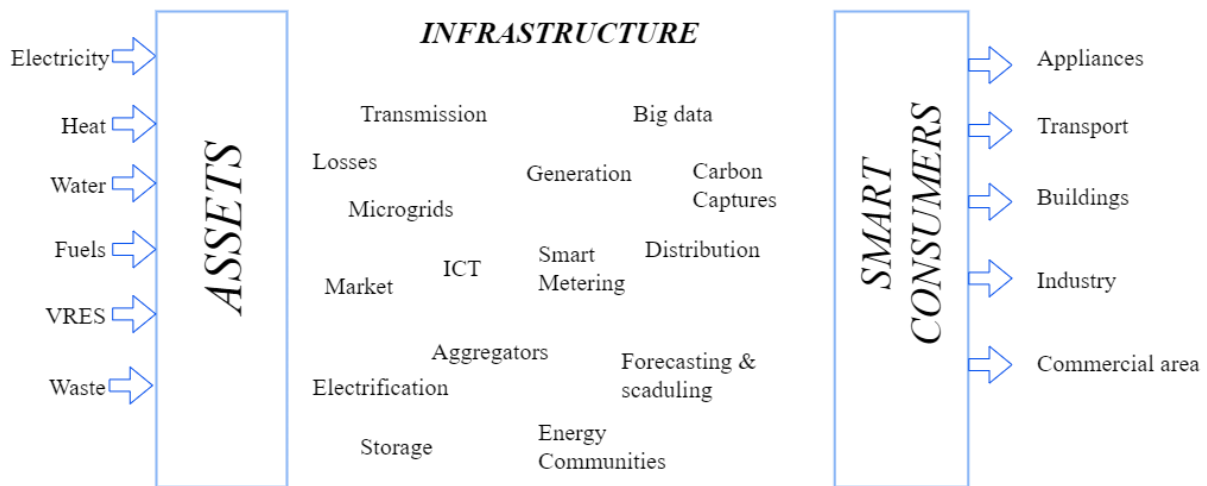 Electricity
Heat
Water
Fuels
VRES
Waste
ASSETS
INFRASTRUCTURE
Transmission
Big data
Losses
Generation
Carbon
Captures
Microgrids
Distribution
ICT
Smart
Metering
Market
Aggregators
Forecasting &
scaduling
Electrification
Storage
Energy
Communities
SMART
CONSUMERS
Appliances
Transport
Buildings
Industry
Commercial area